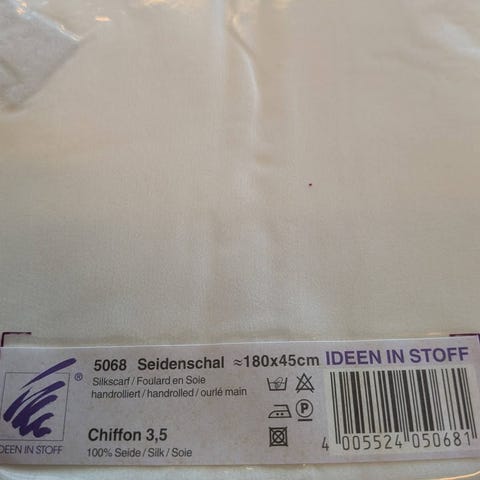 5068 Seidenschal ≈180x45cm IDEEN IN STOFF
Silkscarf / Foulard en Soie
handrolliert / handrolled / ourlé main
Chiffon 3,5
100% Seide / Silk / Soie
®
IDEEN IN STOFF
4 005524 050681